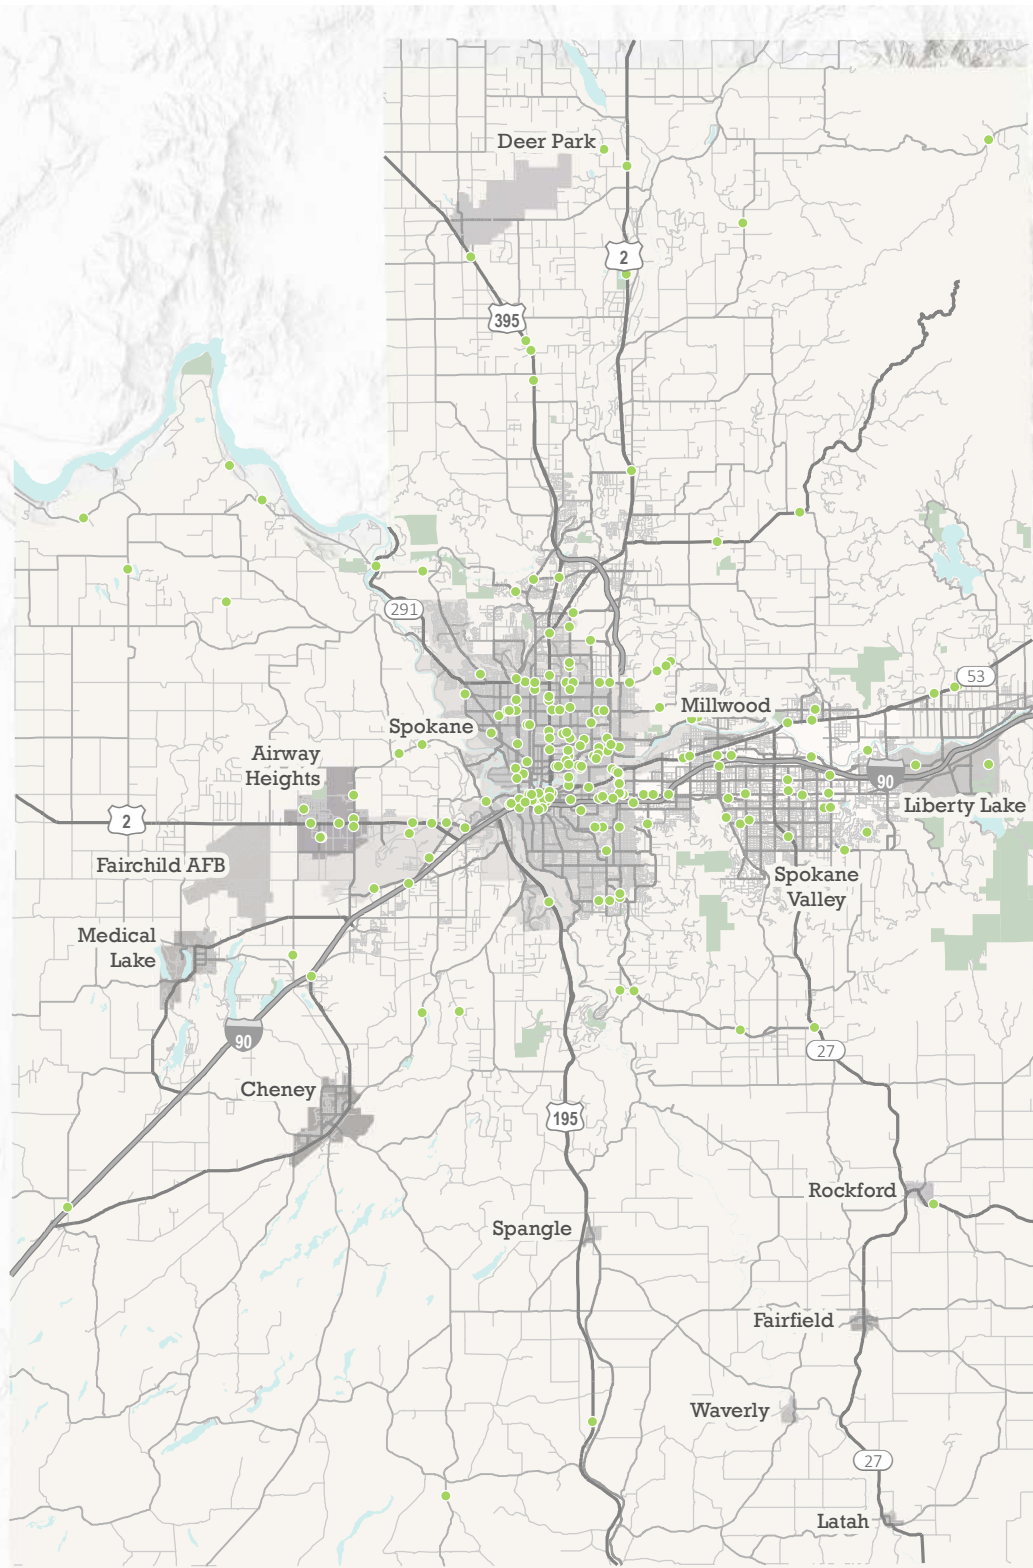 Deer Park
2
395
291
53
Millwood
Spokane
Airway
Heights
90
Liberty Lake
2
Fairchild AFB
Spokane
Valley
Medical
Lake
90
27
Cheney
195
Rockford
Spangle
Fairfield
Waverly
27
Latah